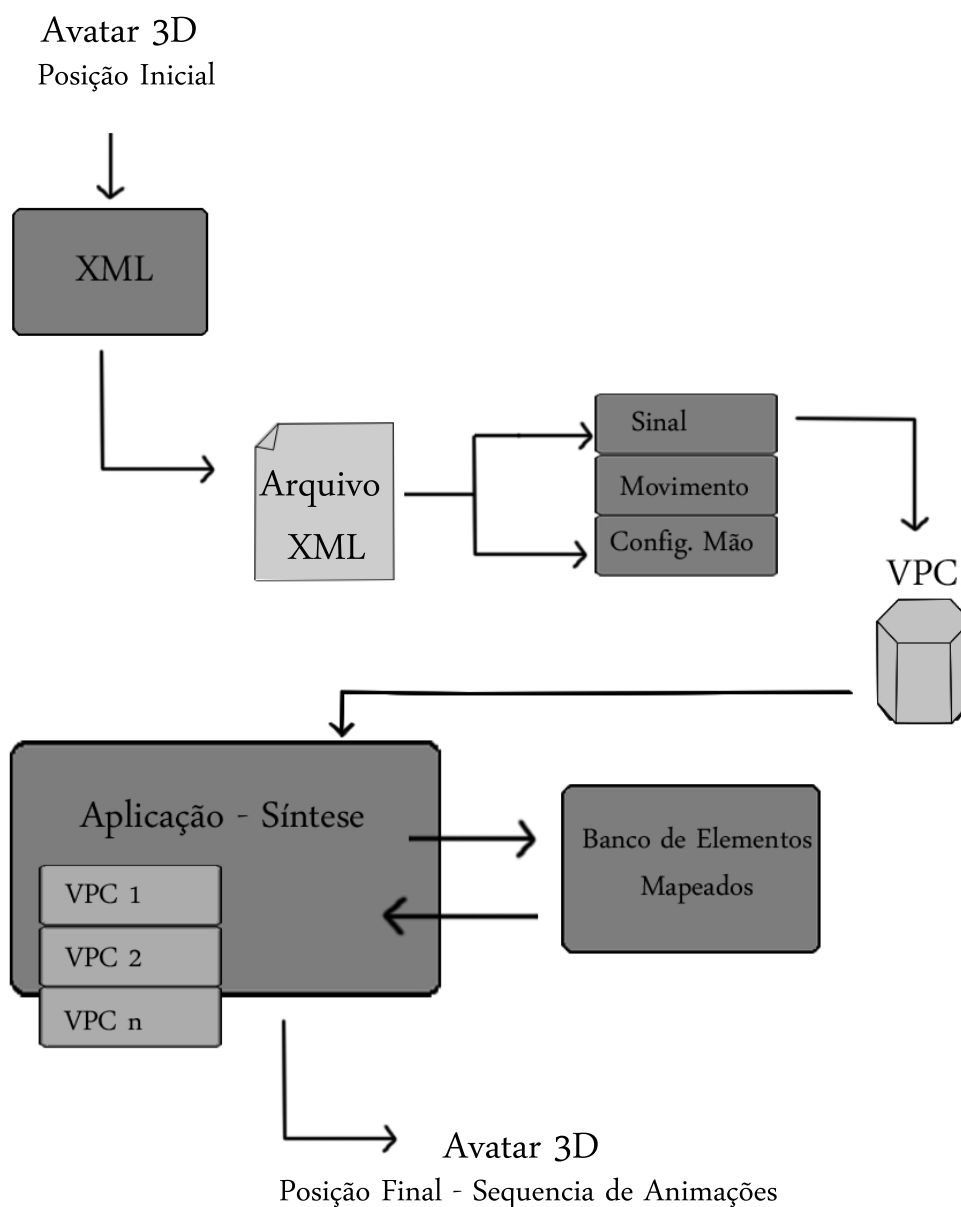 Avatar 3D
Posição Inicial
XML
Arquivo
XML
Sinal
Movimento
Config. Mão
VPC
Aplicação - Síntese
VPC 1
VPC 2
VPC n
Banco de Elementos
Mapeados
Avatar 3D
Posição Final - Sequencia de Animações